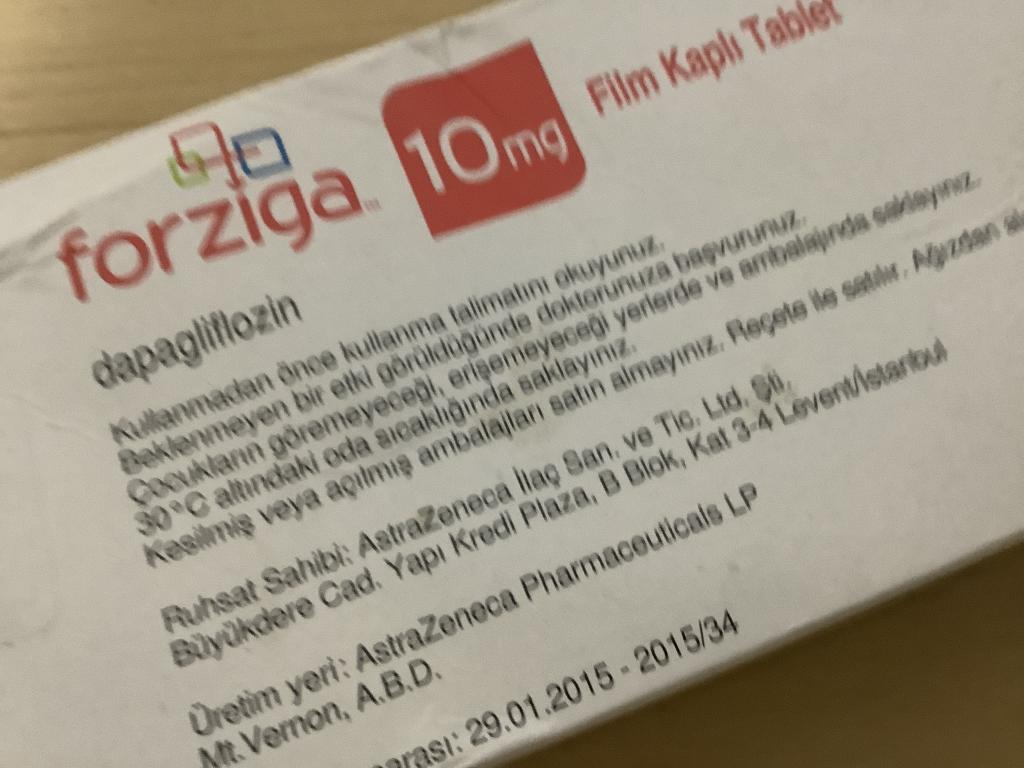 forziga
10mg
Film Kaplı Tablet
dapagliflozin
Kullanmadan önce kullanma talimatını okuyunuz.
Beklenmeyen bir etki görüldüğünde doktorunuza başvurunuz.
Çocukların göremeyeceği, erişemeyeceği yerlerde ve ambalajında saklayınız.
30°C altındaki oda sıcaklığında saklayınız.
Kesilmiş veya açılmış ambalajları satın almayınız. Reçete ile satılır. Ağızdan
Ruhsat Sahibi: AstraZeneca İlaç San. ve Tic. Ltd. Şti.
Büyükdere Cad. Yapı Kredi Plaza, B Blok, Kat 3-4 Levent/İstanbul
Üretim yeri: AstraZeneca Pharmaceuticals LP
Mt.Vernon, A.B.D.
29.01.2015 - 2015/34